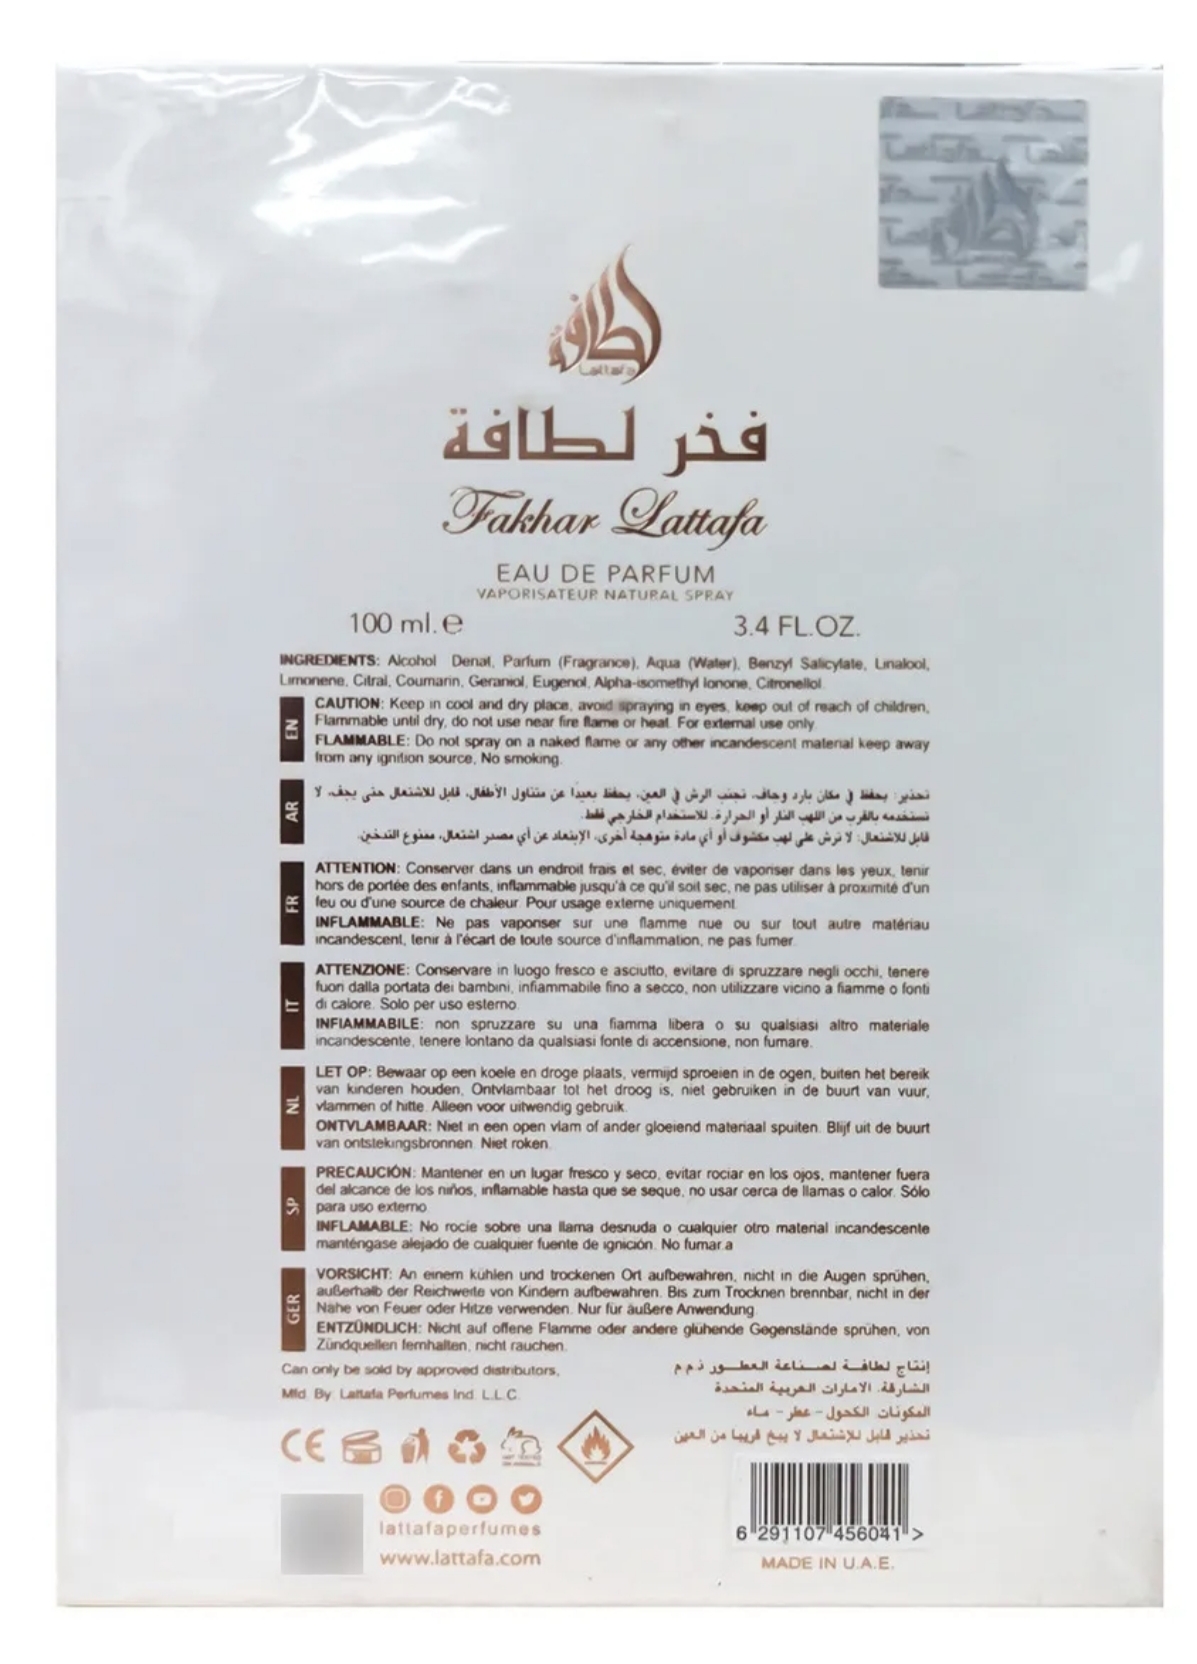 لطافة
Lattafa
فخر لطافة
Fakhar Lattafa
EAU DE PARFUM
VAPORISATEUR NATURAL SPRAY
100 ml. e 3.4 FL.OZ.
INGREDIENTS: Alcohol Denat, Parfum (Fragrance), Aqua (Water), Benzyl Salicylate, Linalool,
Limonene, Citral, Coumarin, Geraniol, Eugenol, Alpha-isomethyl Ionone, Citronellol
EN
CAUTION: Keep in cool and dry place, avoid spraying in eyes, keep out of reach of children,
Flammable until dry, do not use near fire flame or heat. For external use only.
FLAMMABLE: Do not spray on a naked flame or any other incandescent material keep away
from any ignition source, No smoking.
AR
تحذير: يحفظ في مكان بارد وجاف، تجنب الرش في العين، يحفظ بعيداً عن متناول الأطفال، قابل للاشتعال حتى يجف، لا
تستخدمه بالقرب من اللهب النار أو الحرارة. للاستخدام الخارجي فقط.
قابل للاشتعال: لا ترش على لهب مكشوف أو أي مادة متوهجة أخرى، الإبتعاد عن أي مصدر اشتعال، ممنوع التدخين.
FR
ATTENTION: Conserver dans un endroit frais et sec, éviter de vaporiser dans les yeux, tenir
hors de portée des enfants, inflammable jusqu'à ce qu'il soit sec, ne pas utiliser à proximité d'un
feu ou d'une source de chaleur. Pour usage externe uniquement.
INFLAMMABLE: Ne pas vaporiser sur une flamme nue ou sur tout autre matériau
incandescent, tenir à l'écart de toute source d'inflammation, ne pas fumer.
IT
ATTENZIONE: Conservare in luogo fresco e asciutto, evitare di spruzzare negli occhi, tenere
fuori dalla portata dei bambini, infiammabile fino a secco, non utilizzare vicino a fiamme o fonti
di calore. Solo per uso esterno.
INFIAMMABILE: non spruzzare su una fiamma libera o su qualsiasi altro materiale
incandescente, tenere lontano da qualsiasi fonte di accensione, non fumare.
NL
LET OP: Bewaar op een koele en droge plaats, vermijd sproeien in de ogen, buiten het bereik
van kinderen houden, Ontvlambaar tot het droog is, niet gebruiken in de buurt van vuur,
vlammen of hitte. Alleen voor uitwendig gebruik.
ONTVLAMBAAR: Niet in een open vlam of ander gloeiend materiaal spuiten. Blijf uit de buurt
van ontstekingsbronnen. Niet roken.
SP
PRECAUCIÓN: Mantener en un lugar fresco y seco, evitar rociar en los ojos, mantener fuera
del alcance de los niños, inflamable hasta que se seque, no usar cerca de llamas o calor. Sólo
para uso externo.
INFLAMABLE: No rocíe sobre una llama desnuda o cualquier otro material incandescente
manténgase alejado de cualquier fuente de ignición. No fumar.a
GER
VORSICHT: An einem kühlen und trockenen Ort aufbewahren, nicht in die Augen sprühen,
außerhalb der Reichweite von Kindern aufbewahren. Bis zum Trocknen brennbar, nicht in der
Nähe von Feuer oder Hitze verwenden. Nur für äußere Anwendung.
ENTZÜNDLICH: Nicht auf offene Flamme oder andere glühende Gegenstände sprühen, von
Zündquellen fernhalten, nicht rauchen.
Can only be sold by approved distributors,
Mfd. By: Lattafa Perfumes Ind. L.L.C.
إنتاج لطافة لصناعة العطور ذ م م
الشارقة. الامارات العربية المتحدة
المكونات الكحول - عطر - ماء
تحذير قابل للإشتعال لا يبخ قريبا من العين
CE
lattafaperfumes
www.lattafa.com
6 291107 456041 >
MADE IN U.A.E.